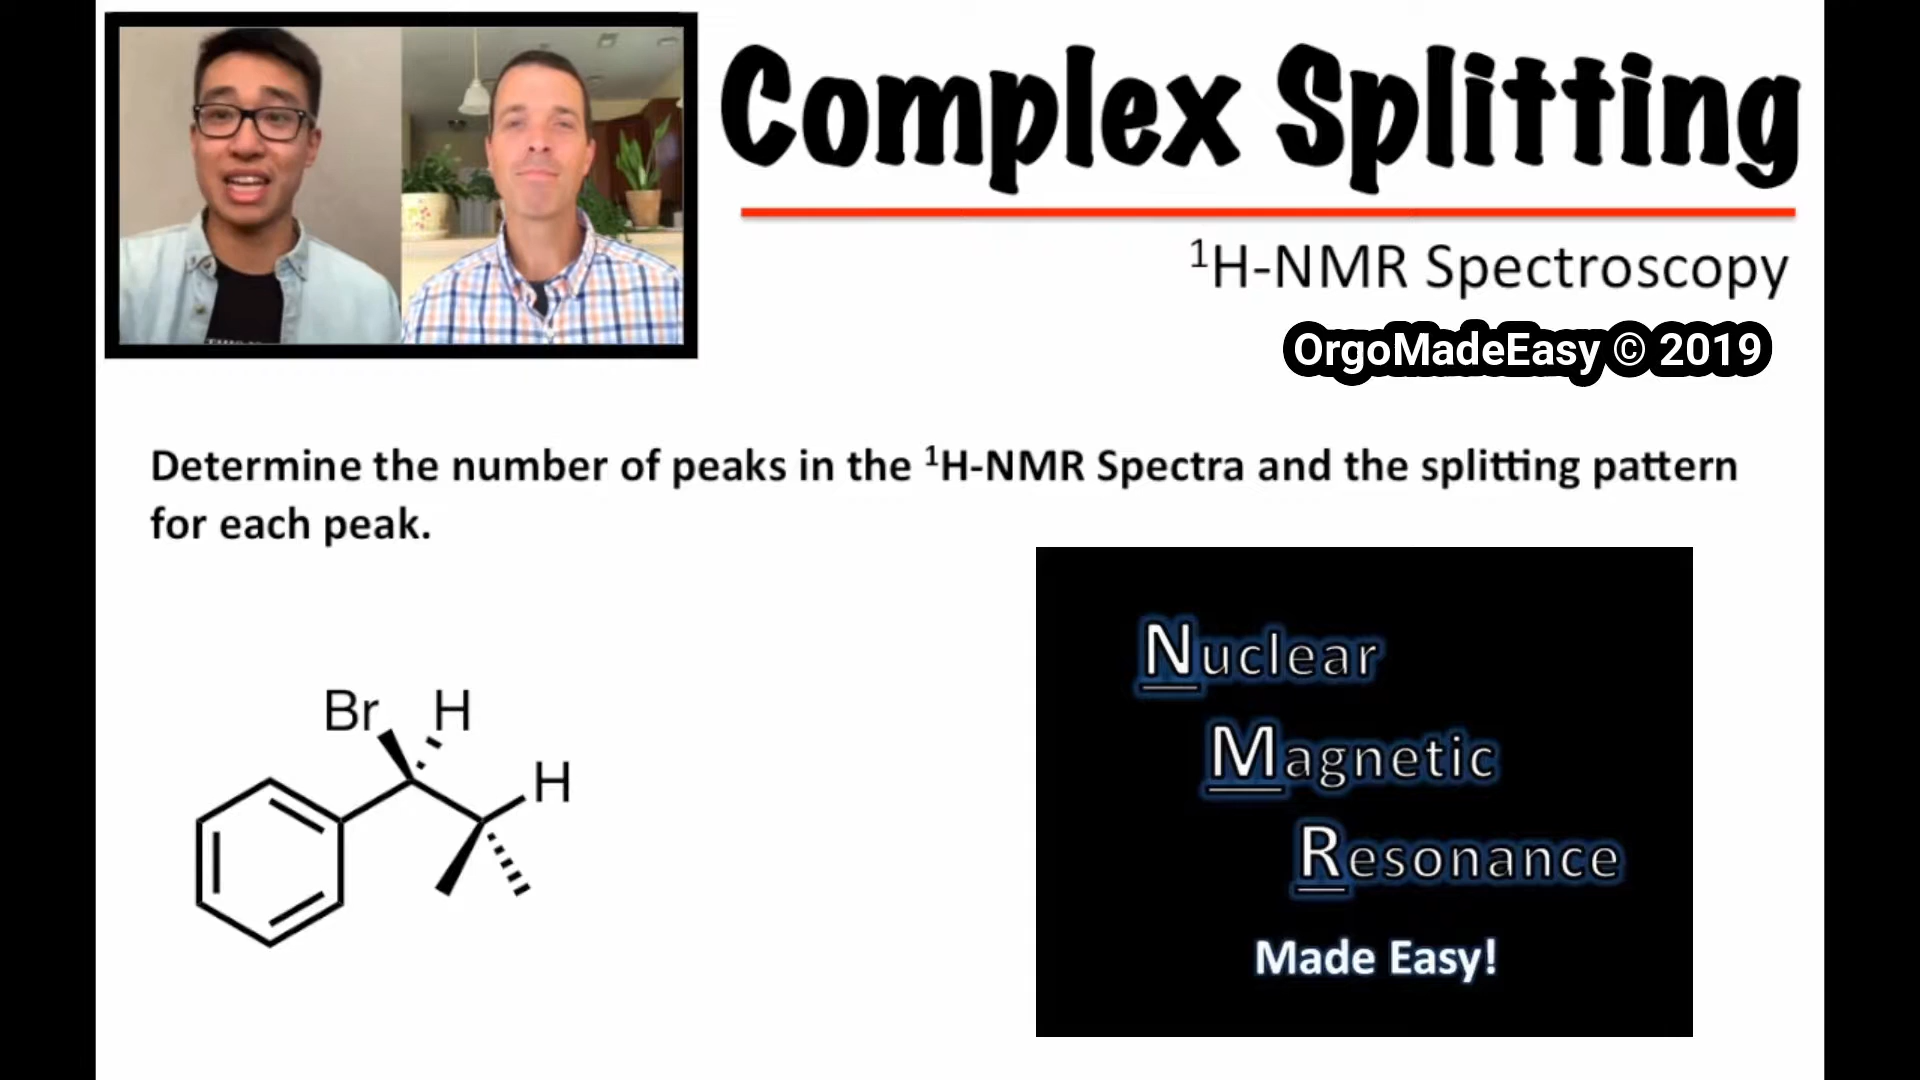 Complex Splitting
¹H-NMR Spectroscopy
OrgoMadeEasy © 2019
Determine the number of peaks in the ¹H-NMR Spectra and the splitting pattern
for each peak.
Br H
H
Nuclear
Magnetic
Resonance
Made Easy!